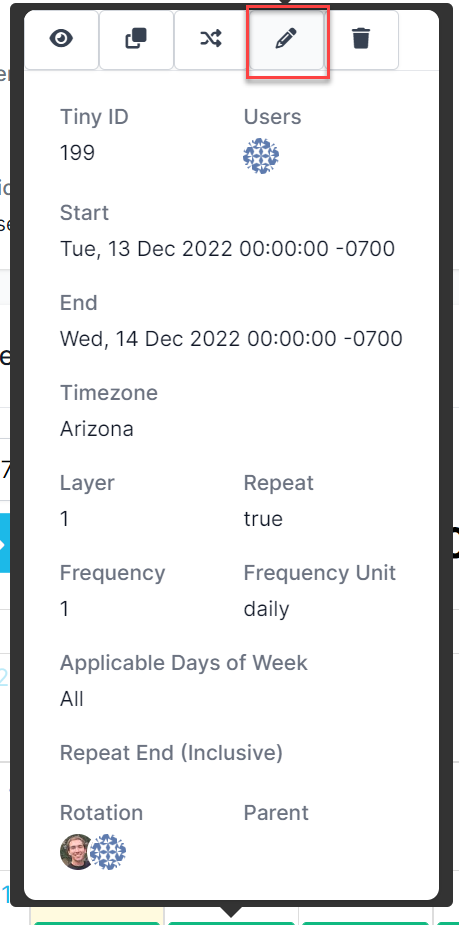 Tiny ID
Users
199
Start
Tue, 13 Dec 2022 00:00:00 -0700
End
Wed, 14 Dec 2022 00:00:00 -0700
Timezone
Arizona
Layer
Repeat
1
true
Frequency
Frequency Unit
1
daily
Applicable Days of Week
All
Repeat End (Inclusive)
Rotation
Parent